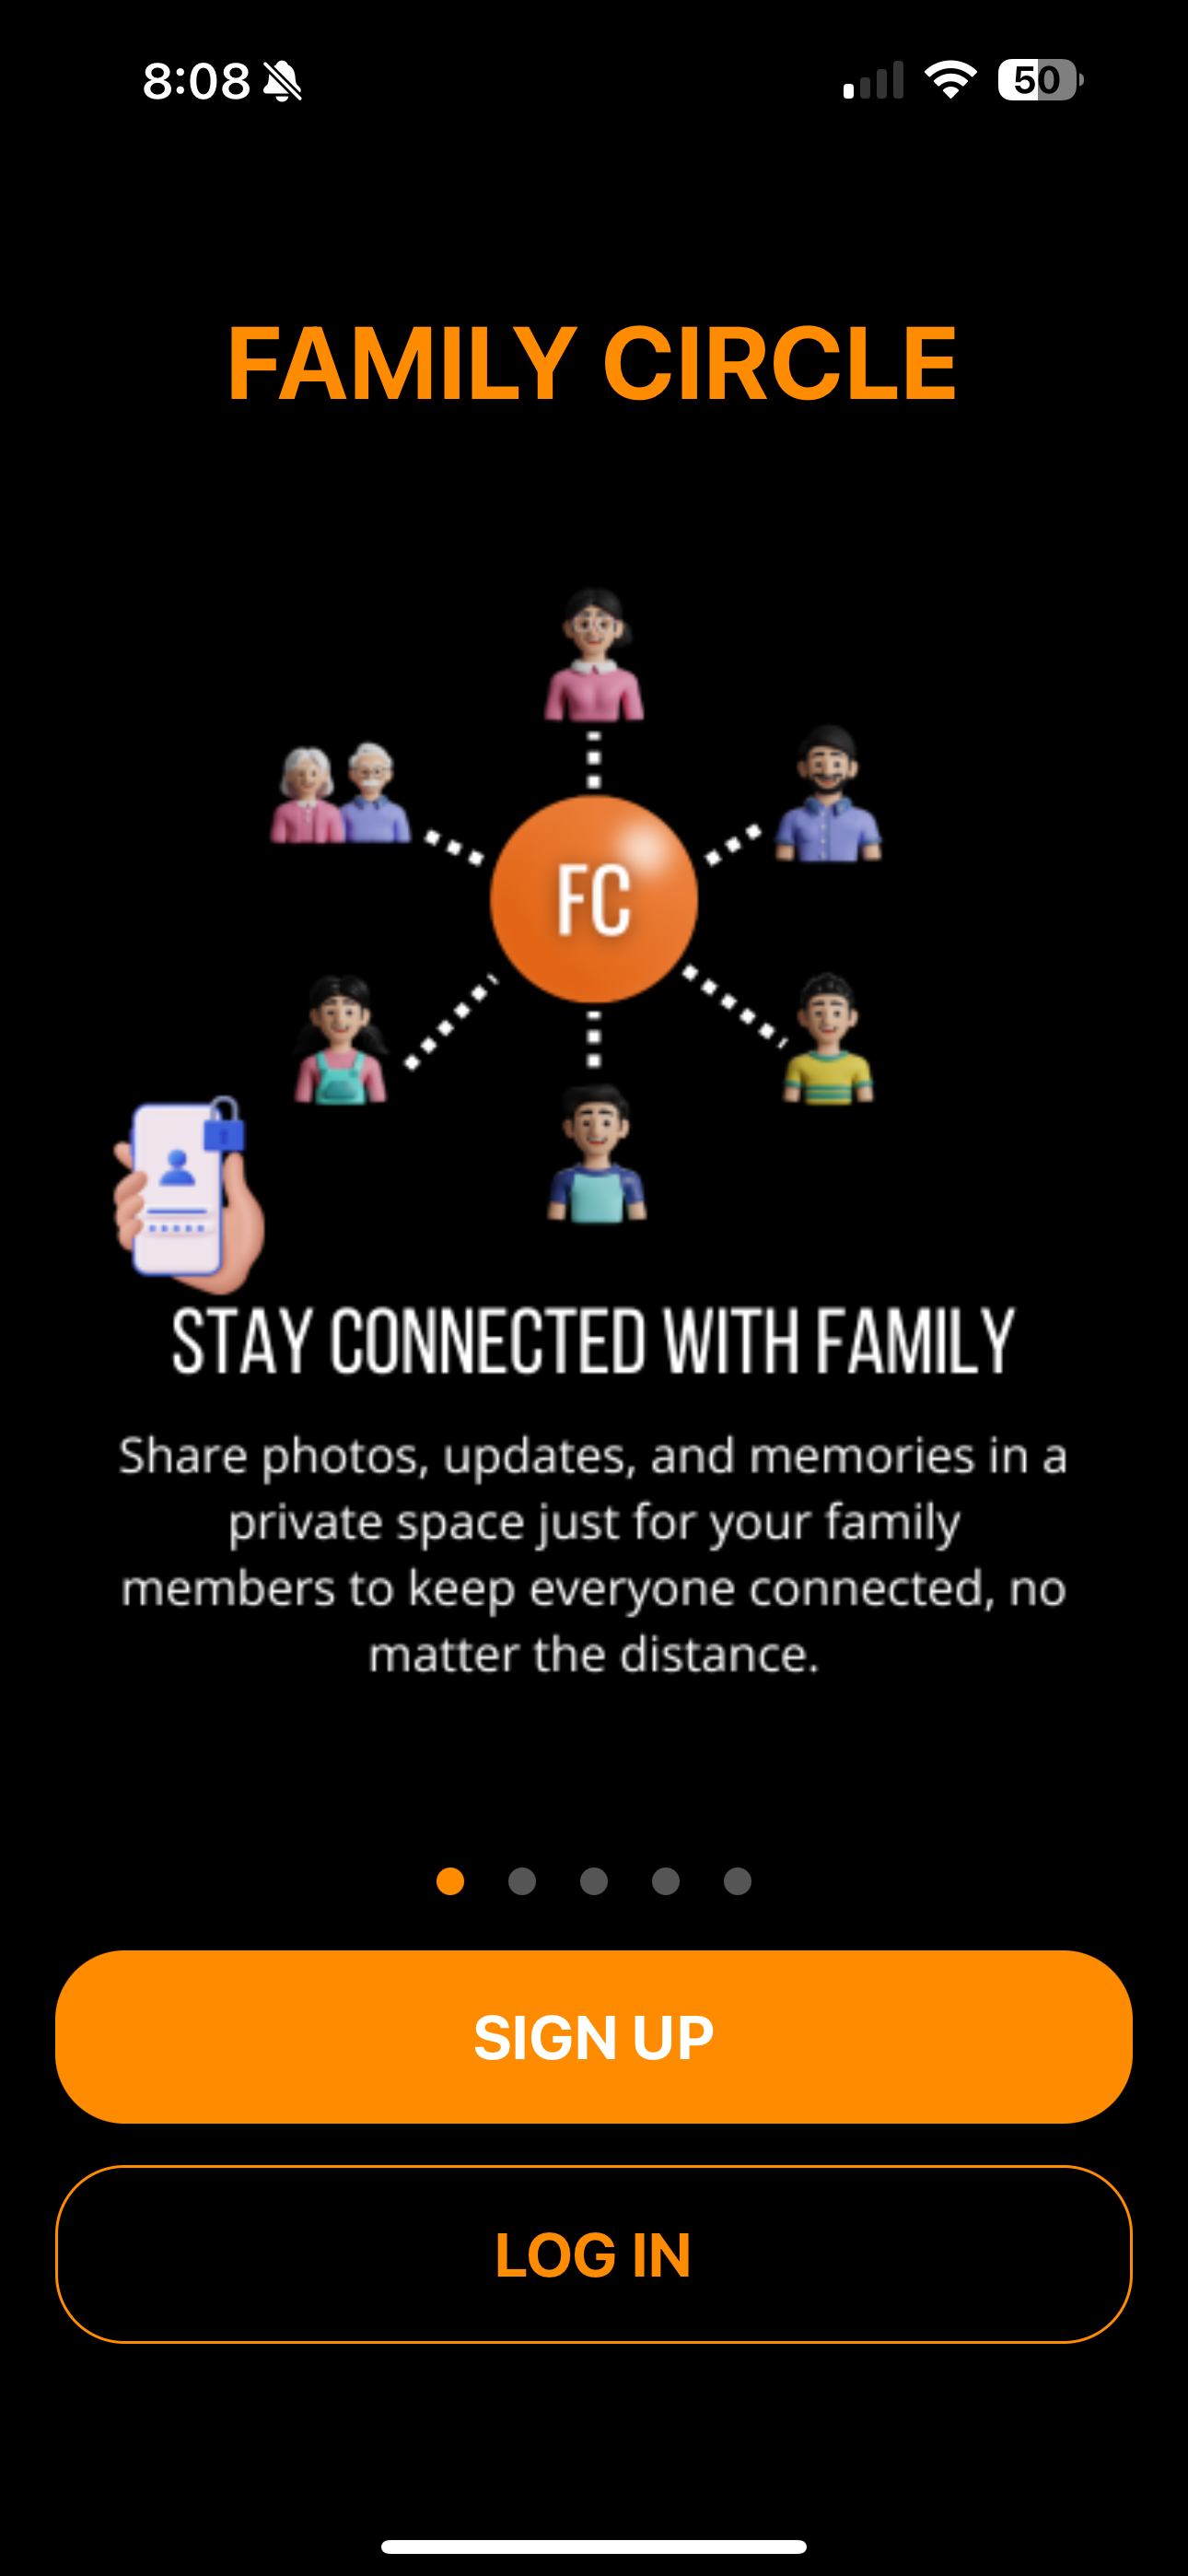 8:08
50
FAMILY CIRCLE
FC
STAY CONNECTED WITH FAMILY
Share photos, updates, and memories in a
private space just for your family
members to keep everyone connected, no
matter the distance.
SIGN UP
LOG IN